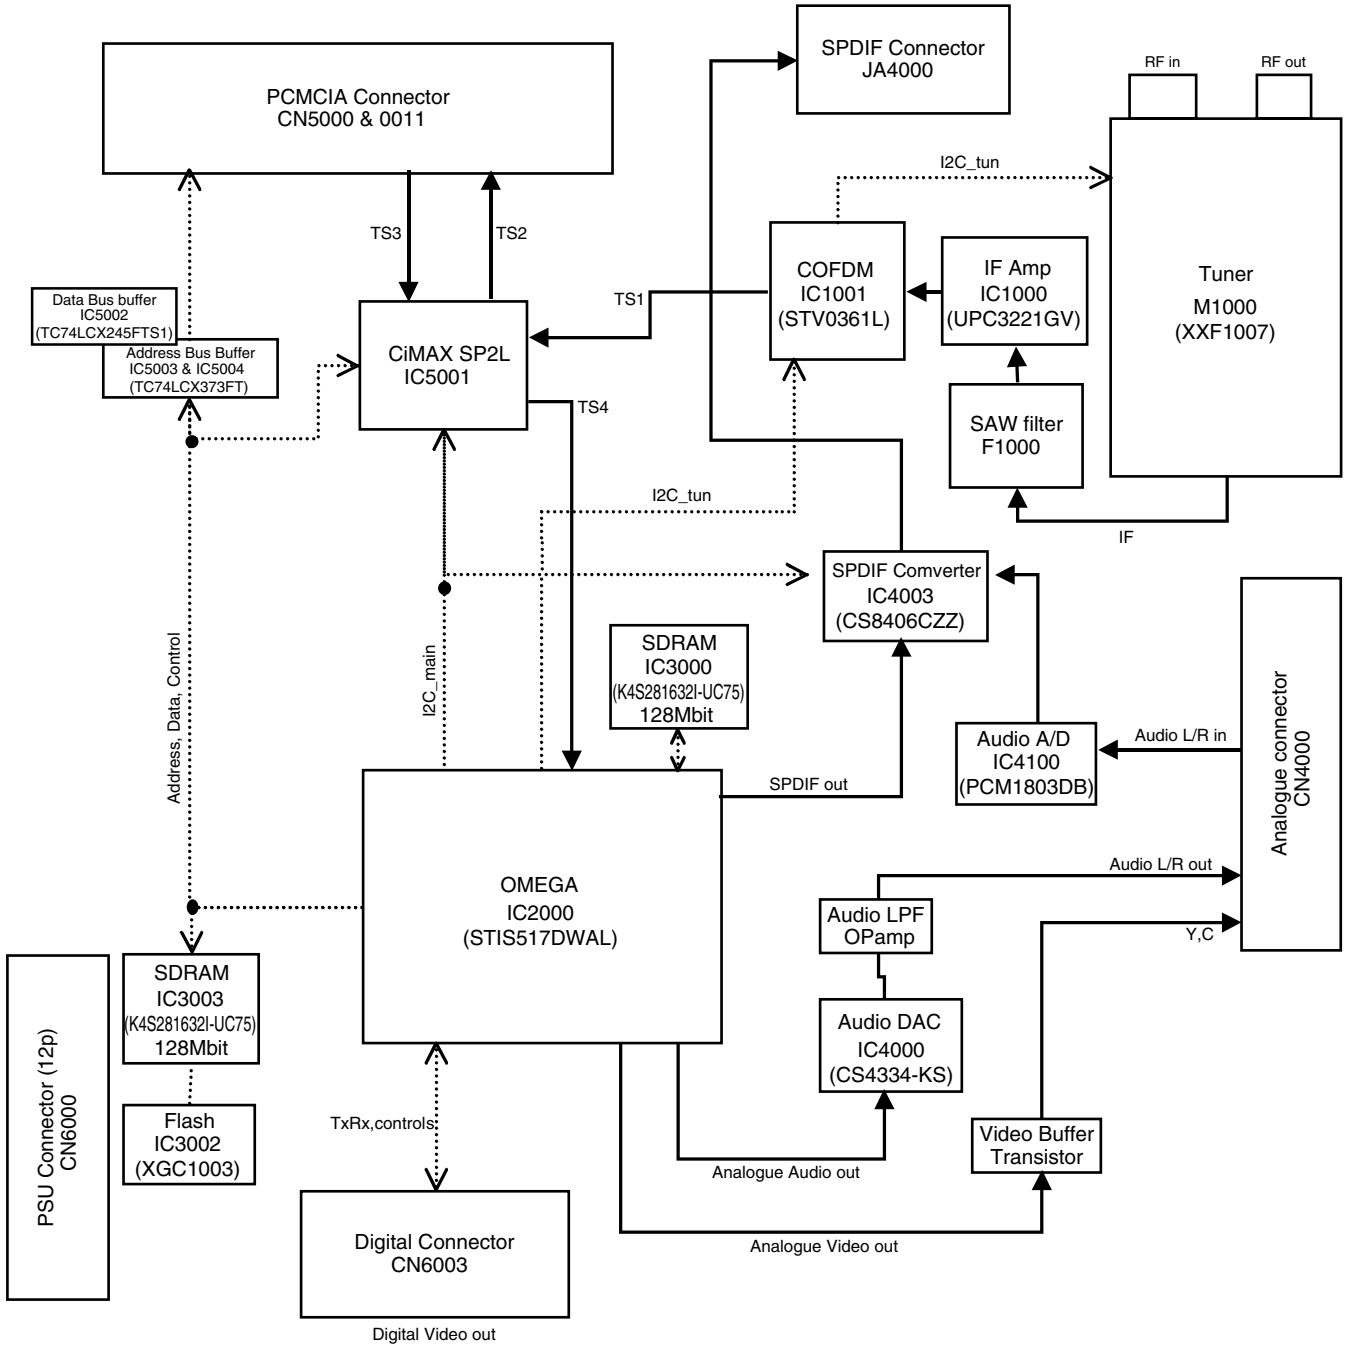 SPDIF Connector
JA4000
RF in
RF out
PCMCIA Connector
CN5000 & 0011
I2C_tun
TS3
TS2
COFDM
IC1001
(STV0361L)
IF Amp
IC1000
(UPC3221GV)
Tuner
M1000
(XXF1007)
Data Bus buffer
IC5002
(TC74LCX245FTS1)
TS1
Address Bus Buffer
IC5003 & IC5004
(TC74LCX373FT)
CiMAX SP2L
IC5001
TS4
SAW filter
F1000
I2C_tun
IF
SPDIF Comverter
IC4003
(CS8406CZZ)
Address, Data, Control
I2C_main
SDRAM
IC3000
(K4S281632I-UC75)
128Mbit
Audio A/D
IC4100
(PCM1803DB)
Audio L/R in
Analogue connector
CN4000
SPDIF out
OMEGA
IC2000
(STIS517DWAL)
Audio L/R out
Audio LPF
OPamp
Y,C
SDRAM
IC3003
(K4S281632I-UC75)
128Mbit
PSU Connector (12p)
CN6000
Audio DAC
IC4000
(CS4334-KS)
Flash
IC3002
(XGC1003)
TxRx,controls
Video Buffer
Transistor
Analogue Audio out
Digital Connector
CN6003
Analogue Video out
Digital Video out